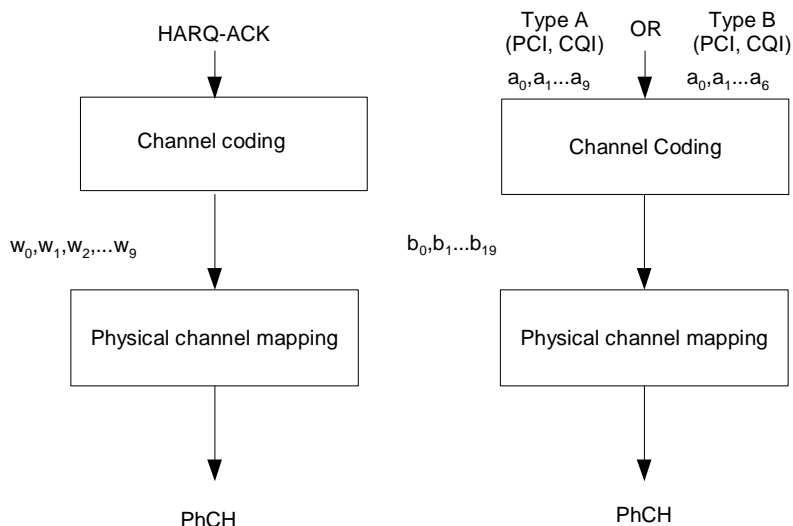 HARQ-ACK
Channel coding
w0,w1,w2,...w9
Physical channel mapping
PhCH
Type A
(PCI, CQI)
OR
Type B
(PCI, CQI)
a0,a1...a9
a0,a1...a6
Channel Coding
b0,b1...b19
Physical channel mapping
PhCH